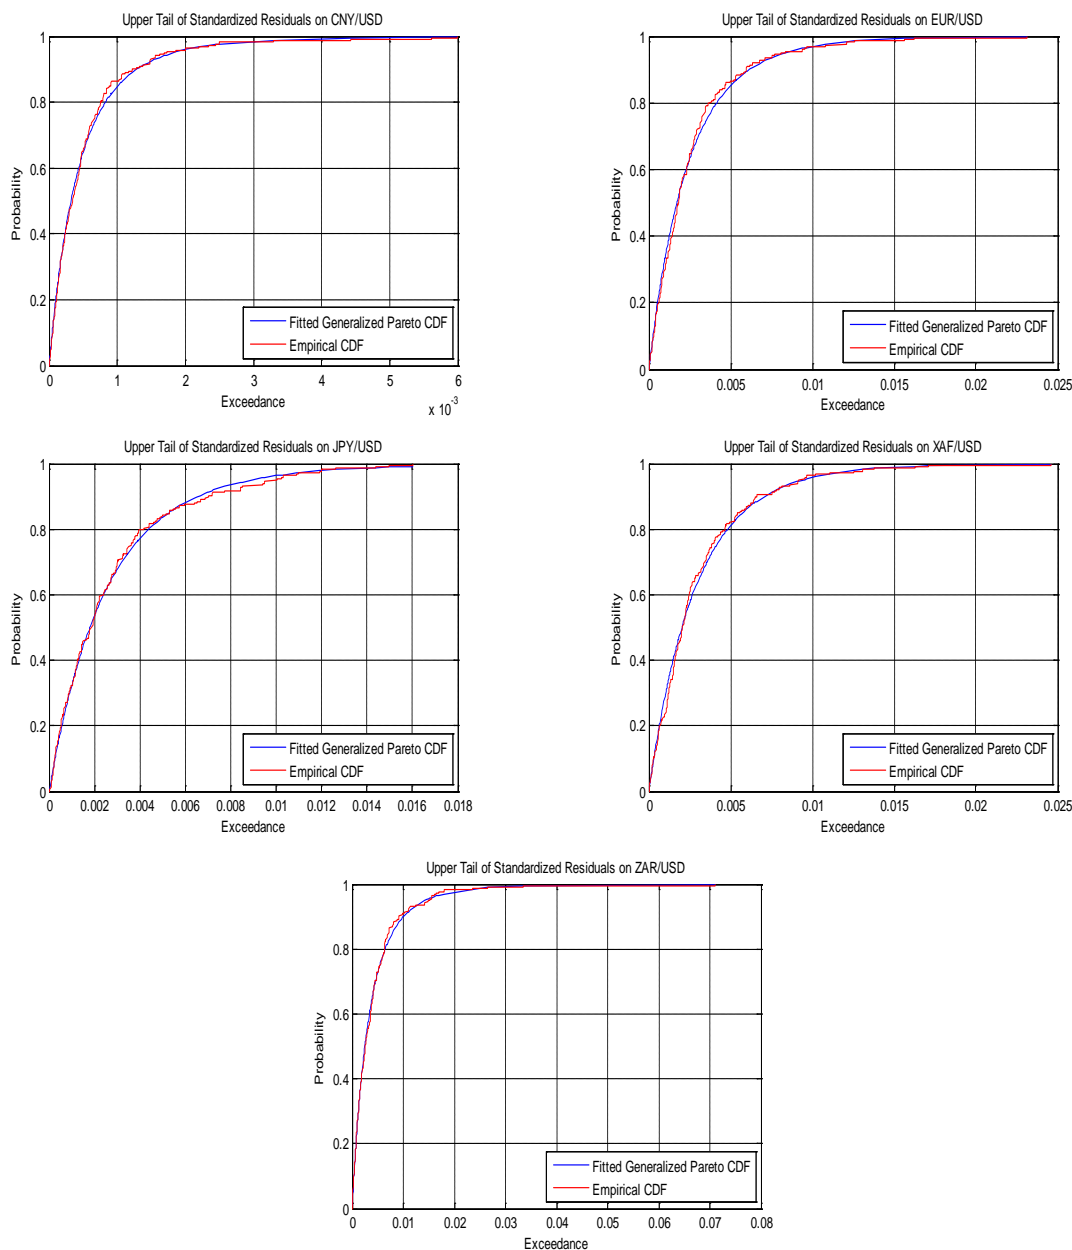 Upper Tail of Standardized Residuals on CNY/USD
1
0.8
0.6
0.4
0.2
0
Probability
Fitted Generalized Pareto CDF
Empirical CDF
0 1 2 3 4 5 6
Exceedance
x 10-3
Upper Tail of Standardized Residuals on EUR/USD
1
0.8
0.6
0.4
0.2
0
Probability
Fitted Generalized Pareto CDF
Empirical CDF
0 0.005 0.01 0.015 0.02 0.025
Exceedance
Upper Tail of Standardized Residuals on JPY/USD
1
0.8
0.6
0.4
0.2
0
Probability
Fitted Generalized Pareto CDF
Empirical CDF
0 0.002 0.004 0.006 0.008 0.01 0.012 0.014 0.016 0.018
Exceedance
Upper Tail of Standardized Residuals on XAF/USD
1
0.8
0.6
0.4
0.2
0
Probability
Fitted Generalized Pareto CDF
Empirical CDF
0 0.005 0.01 0.015 0.02 0.025
Exceedance
Upper Tail of Standardized Residuals on ZAR/USD
1
0.8
0.6
0.4
0.2
0
Probability
Fitted Generalized Pareto CDF
Empirical CDF
0 0.01 0.02 0.03 0.04 0.05 0.06 0.07 0.08
Exceedance